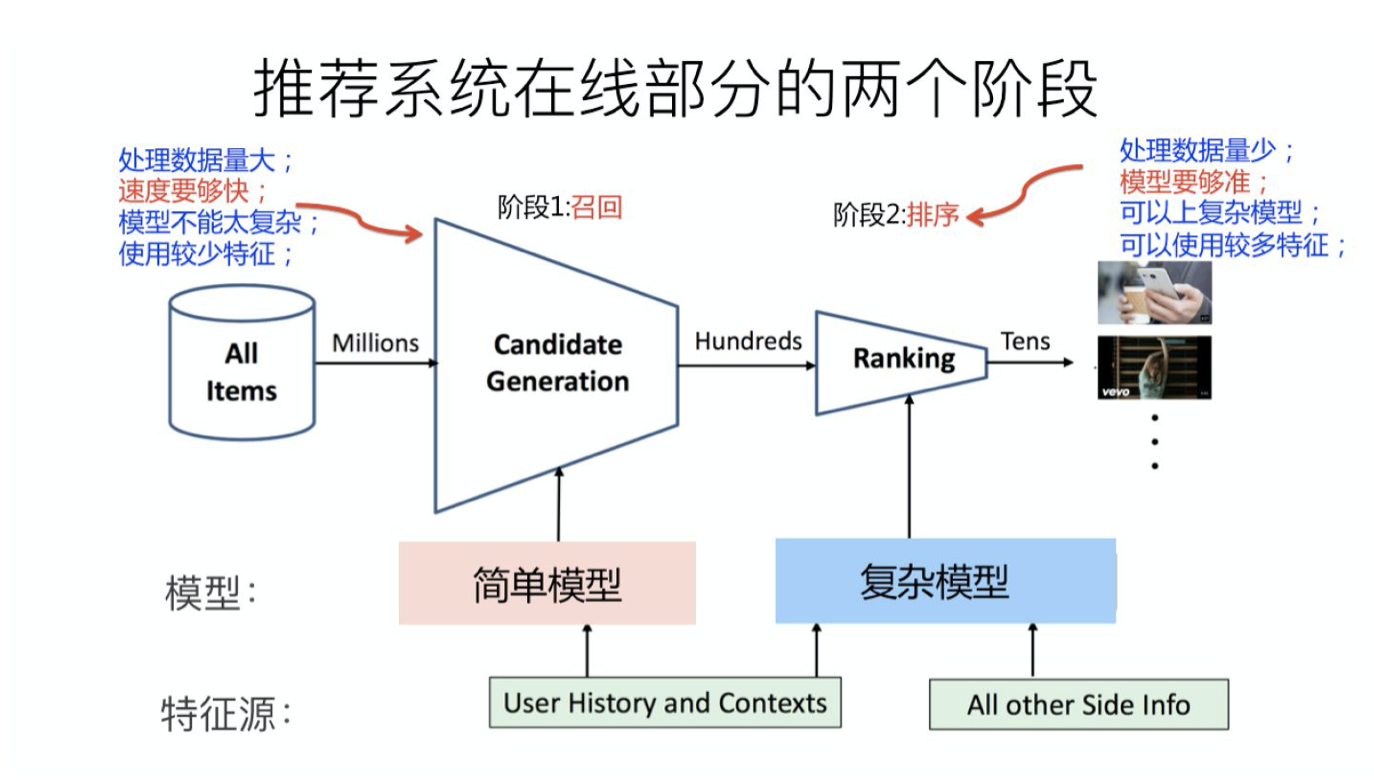 推荐系统在线部分的两个阶段
处理数据量大；
速度要够快；
模型不能太复杂；
使用较少特征；
处理数据量少；
模型要够准；
可以上复杂模型；
可以使用较多特征；
阶段1:召回
阶段2:排序
All
Items
Millions
Candidate
Generation
Hundreds
Ranking
Tens
vevo
模型：
简单模型
复杂模型
特征源：
User History and Contexts
All other Side Info